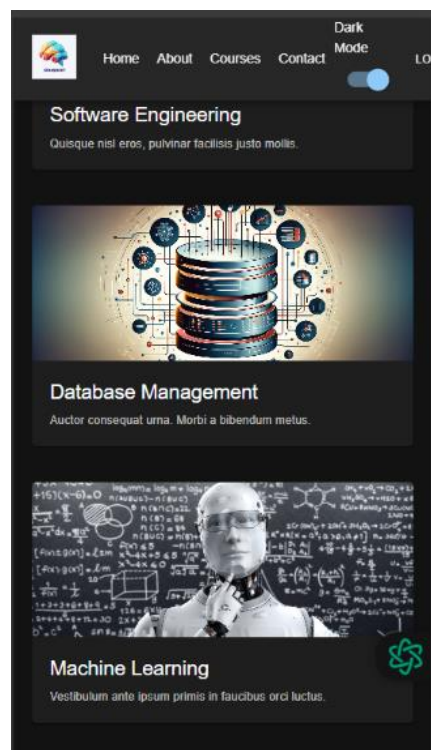 Dark
Mode
Home About Courses Contact
LO
Software Engineering
Quisque nisl eros, pulvinar facilisis justo mollis.
Database Management
Auctor consequat urna. Morbi a bibendum metus.
Machine Learning
Vestibulum ante ipsum primis in faucibus orci luctus.